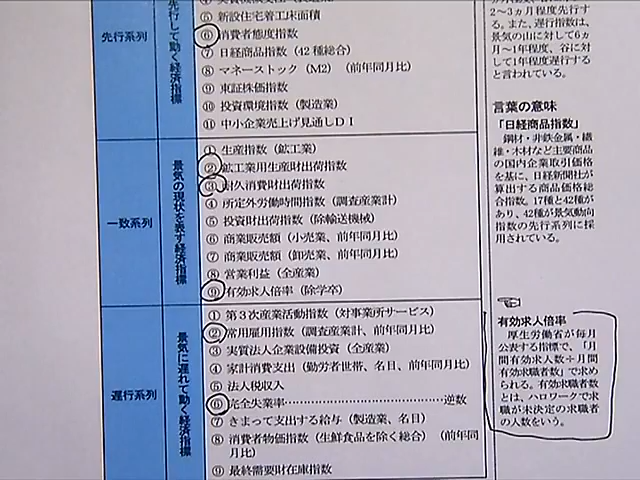 先行系列
先行して動く経済指標
⑤ 新設住宅着工床面積
⑥ 消費者態度指数
⑦ 日経商品指数（42種総合）
⑧ マネーストック（M2）（前年同月比）
⑨ 東証株価指数
⑩ 投資環境指数（製造業）
⑪ 中小企業売上げ見通しＤＩ
一致系列
景気の現状を表す経済指標
① 生産指数（鉱工業）
② 鉱工業用生産財出荷指数
③ 耐久消費財出荷指数
④ 所定外労働時間指数（調査産業計）
⑤ 投資財出荷指数（除輸送機械）
⑥ 商業販売額（小売業、前年同月比）
⑦ 商業販売額（卸売業、前年同月比）
⑧ 営業利益（全産業）
⑨ 有効求人倍率（除学卒）
遅行系列
景気に遅れて動く経済指標
① 第３次産業活動指数（対事業所サービス）
② 常用雇用指数（調査産業計、前年同月比）
③ 実質法人企業設備投資（全産業）
④ 家計消費支出（勤労者世帯、名目、前年同月比）
⑤ 法人税収入
⑥ 完全失業率……………………………………逆数
⑦ きまって支出する給与（製造業、名目）
⑧ 消費者物価指数（生鮮食品を除く総合）（前年同
月比）
⑨ 最終需要財在庫指数
2〜3ヵ月程度先行す
る。また、遅行指数は、
景気の山に対して6ヵ
月〜1年程度、谷に対
して1年程度遅行する
と言われている。
言葉の意味
「日経商品指数」
鋼材・非鉄金属・繊
維・木材など主要商品
の国内企業取引価格
を基に、日経新聞社が
算出する商品価格総
合指数。17種と42種が
あり、42種が景気動向
指数の先行系列に採
用されている。
有効求人倍率
厚生労働省が毎月
公表する指標で、「月
間有効求人数÷月間
有効求職者数」で求め
られる。有効求職者数
とは、ハローワークで求
職が未決定の求職者
の人数をいう。